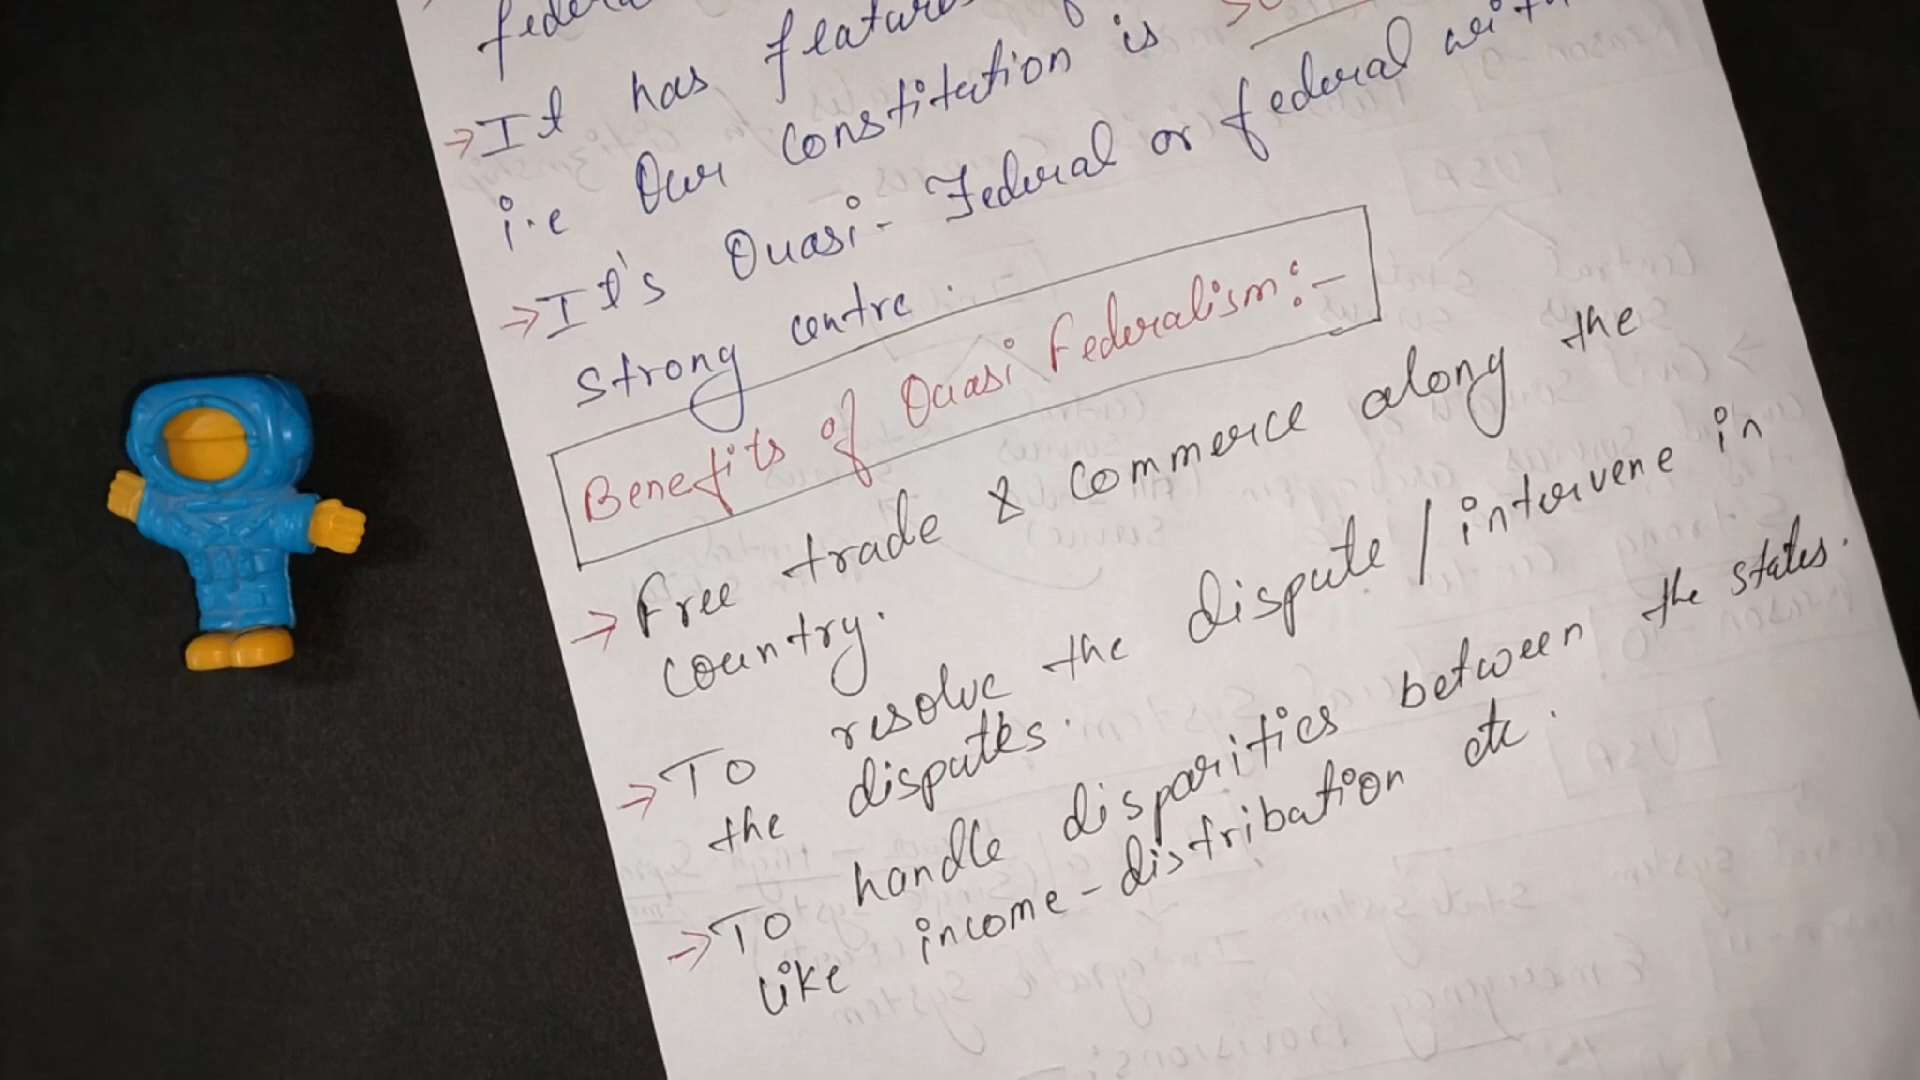 → It has
i.e Our Constitution is
→ It's Quasi-Federal or federal with
strong centre.
Benefits of Quasi Federalism:-
→ Free trade & commerce along the
country.
→ To resolve the dispute / intervene in
the disputes.
→ To handle disparities between the states.
like income-distribation etc.